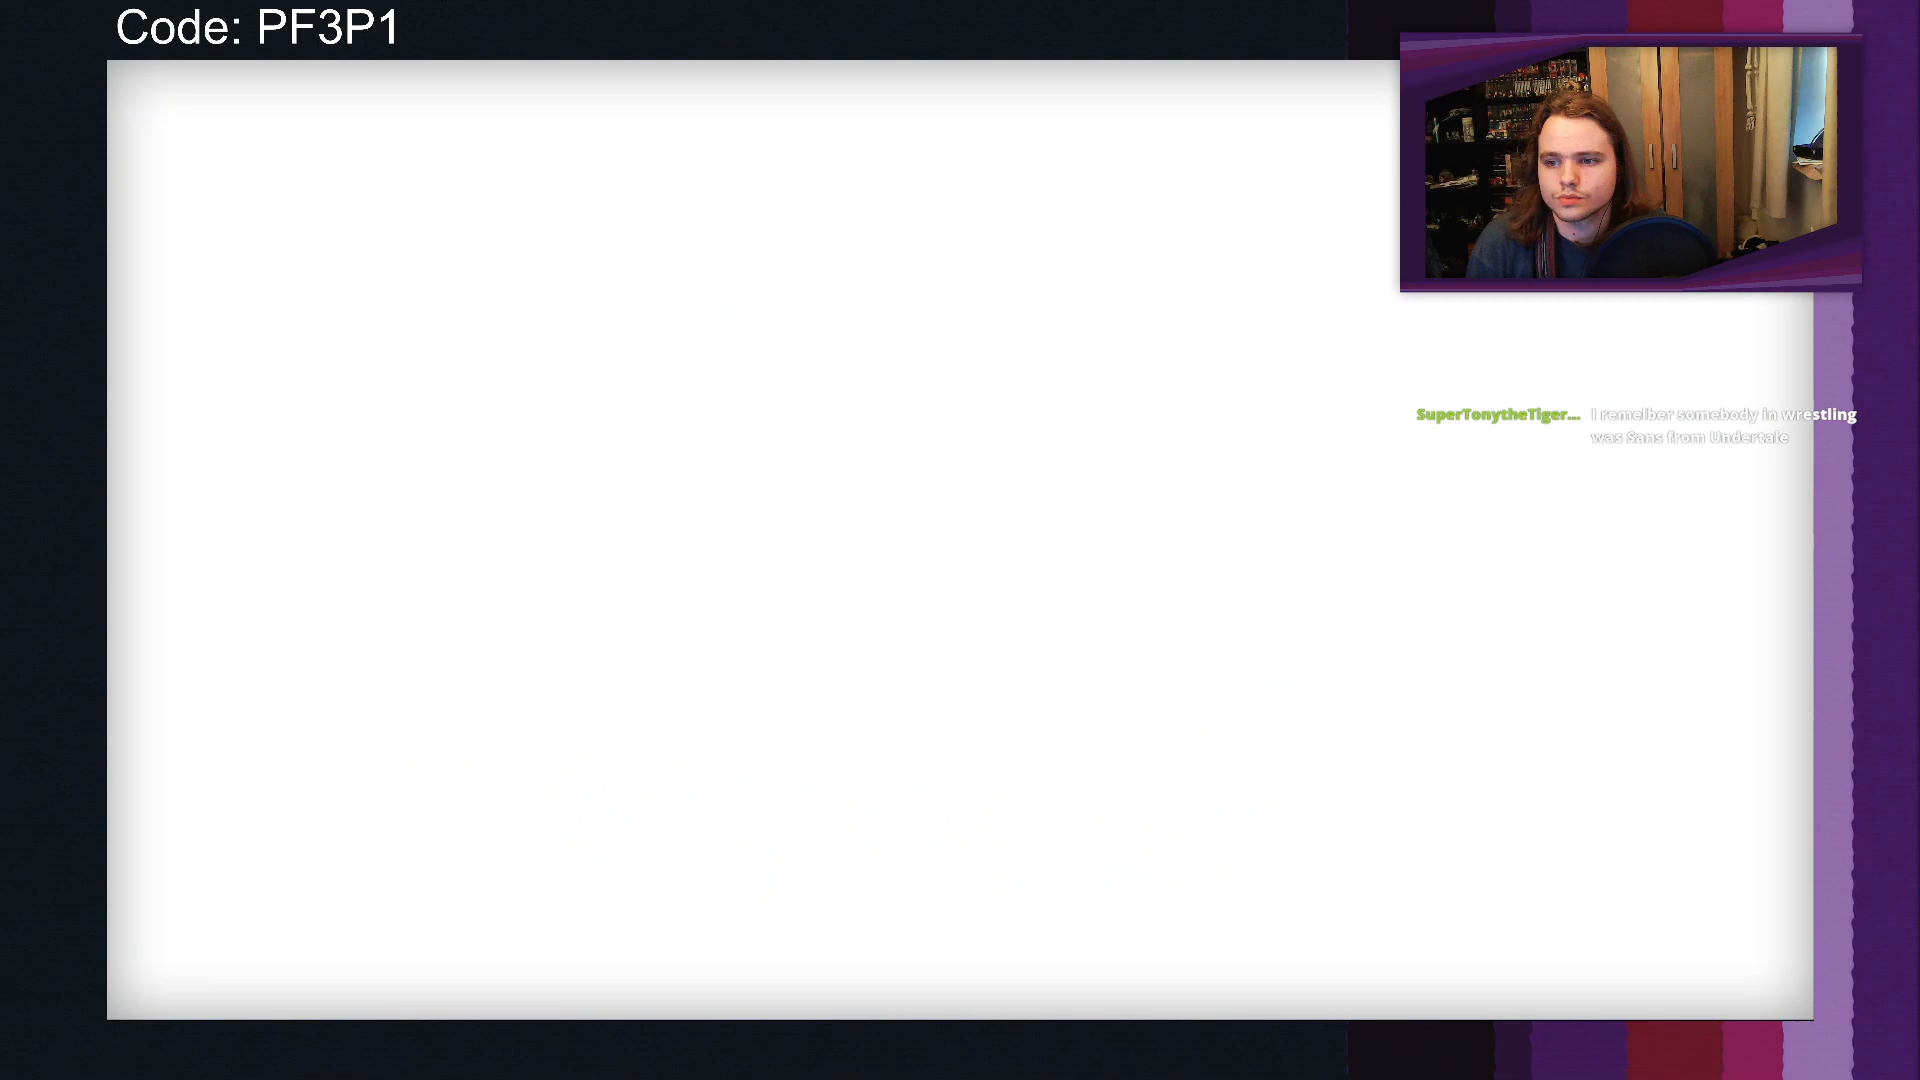 Code: PF3P1
SuperTonytheTiger... I remelber somebody in wrestling
was Sans from Undertale